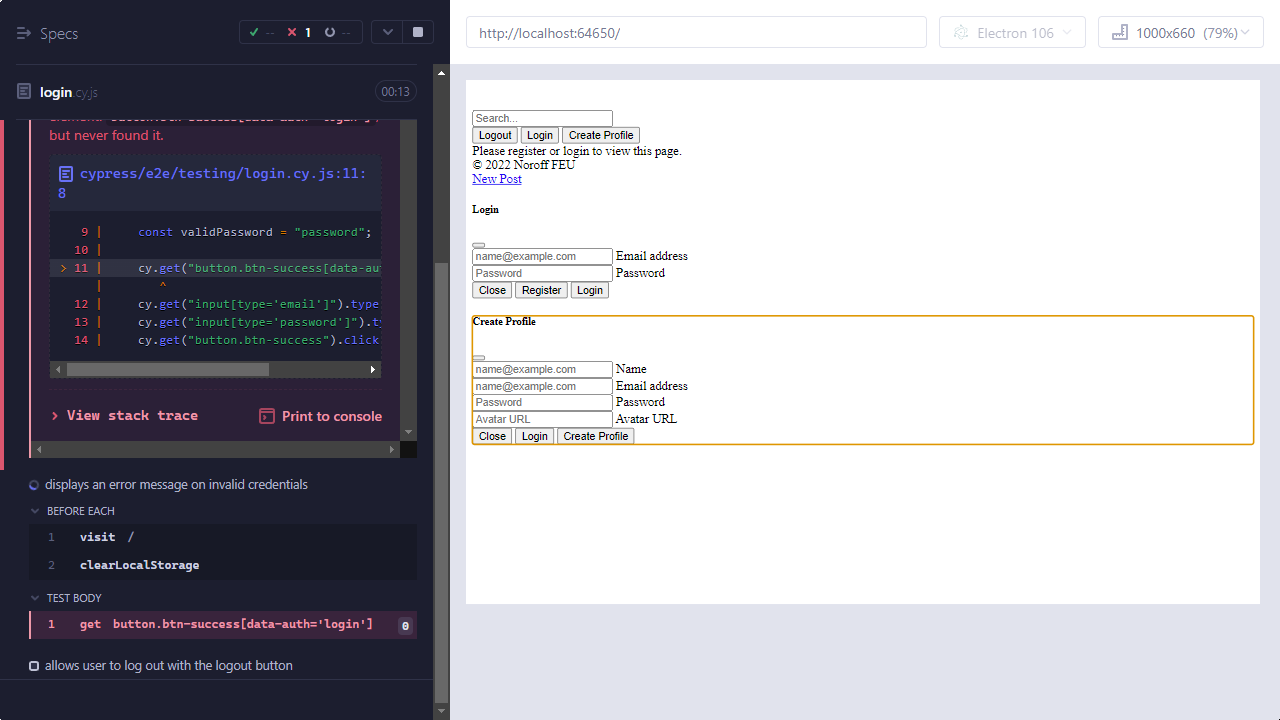 Specs
-- 1 --
login.cy.js
00:13
but never found it.
cypress/e2e/testing/login.cy.js:11:
8
9 | const validPassword = "password";
10 |
> 11 | cy.get("button.btn-success[data-au
| ^
12 | cy.get("input[type='email']").type
13 | cy.get("input[type='password']").ty
14 | cy.get("button.btn-success").click
View stack trace
Print to console
displays an error message on invalid credentials
BEFORE EACH
1 visit /
2 clearLocalStorage
TEST BODY
1 get button.btn-success[data-auth='login'] 0
allows user to log out with the logout button
http://localhost:64650/
Electron 106
1000x660 (79%)
Search...
Logout Login Create Profile
Please register or login to view this page.
© 2022 Noroff FEU
New Post
Login
name@example.com Email address
Password Password
Close Register Login
Create Profile
name@example.com Name
name@example.com Email address
Password Password
Avatar URL Avatar URL
Close Login Create Profile